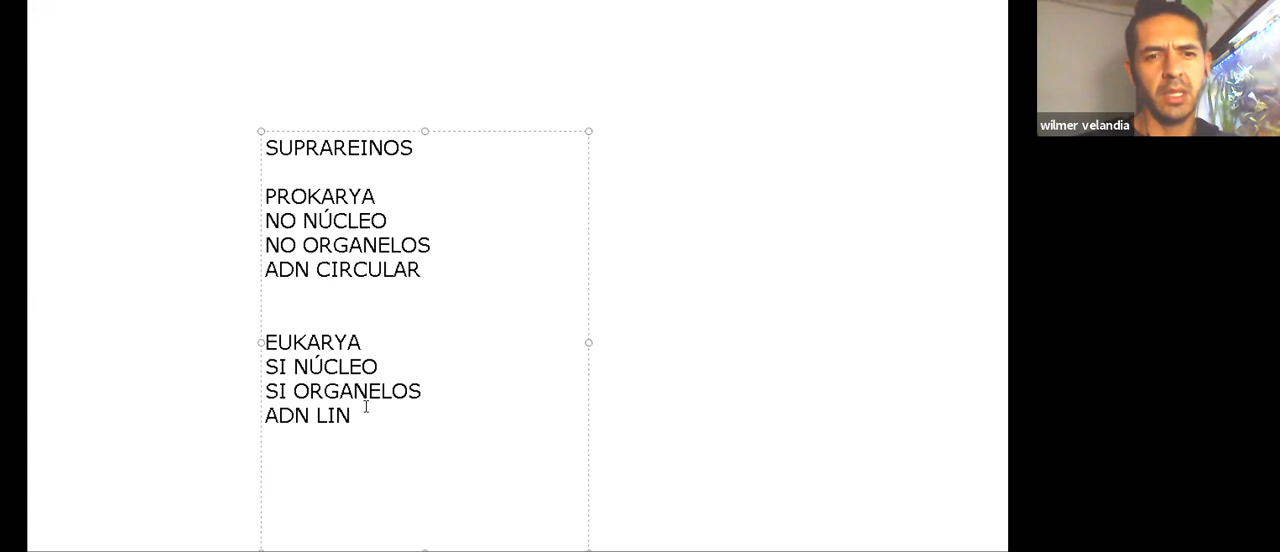 SUPRAREINOS
PROKARYA
NO NÚCLEO
NO ORGANELOS
ADN CIRCULAR
EUKARYA
SI NÚCLEO
SI ORGANELOS
ADN LIN
wilmer velandia